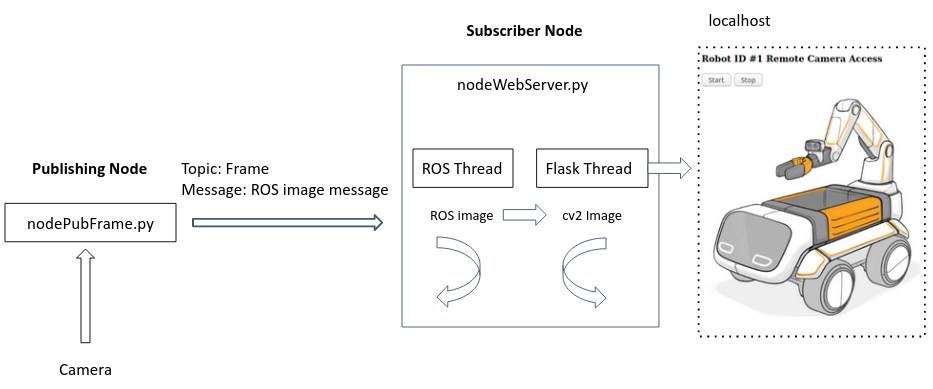 localhost
Subscriber Node
Robot ID #1 Remote Camera Access
Start Stop
nodeWebServer.py
Publishing Node
Topic: Frame
Message: ROS image message
ROS Thread
Flask Thread
nodePubFrame.py
ROS image
cv2 Image
Camera